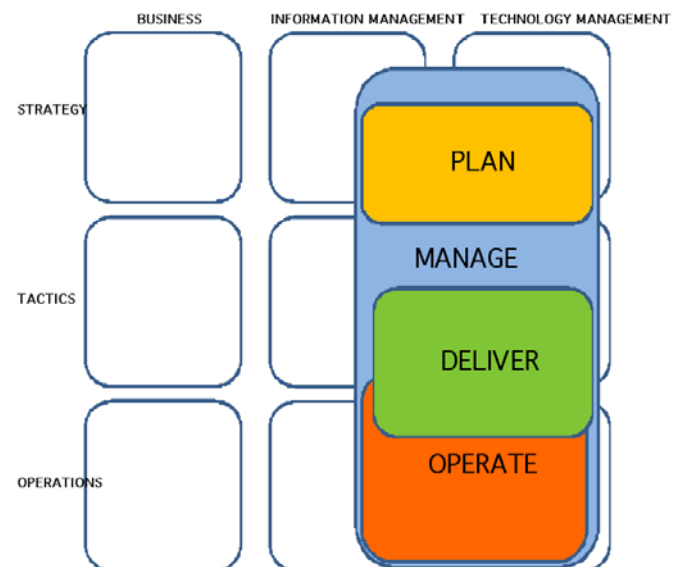 BUSINESS INFORMATION MANAGEMENT TECHNOLOGY MANAGEMENT
STRATEGY
PLAN
MANAGE
TACTICS
DELIVER
OPERATE
OPERATIONS